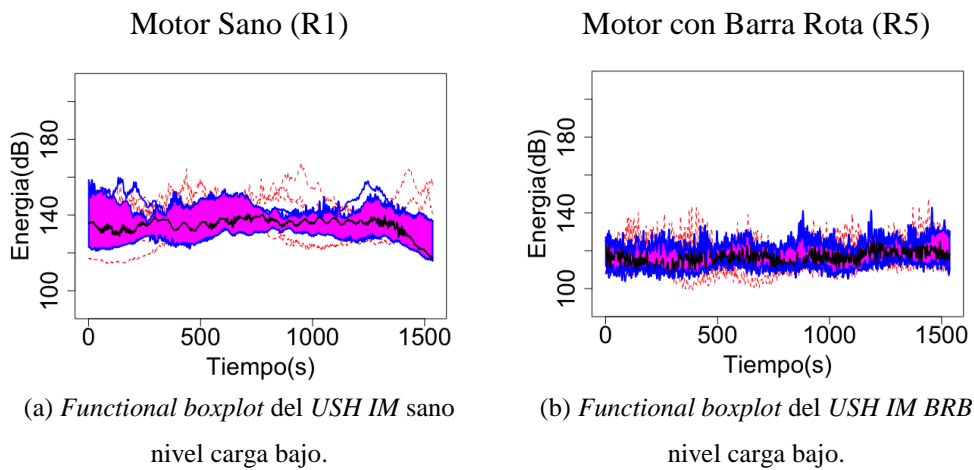 Motor Sano (R1)
Motor con Barra Rota (R5)
Energia(dB)
180
140
100
0
500
1000
1500
Tiempo(s)
Energia(dB)
180
140
100
0
500
1000
1500
Tiempo(s)
(a) Functional boxplot del USH IM sano
nivel carga bajo.
(b) Functional boxplot del USH IM BRB
nivel carga bajo.